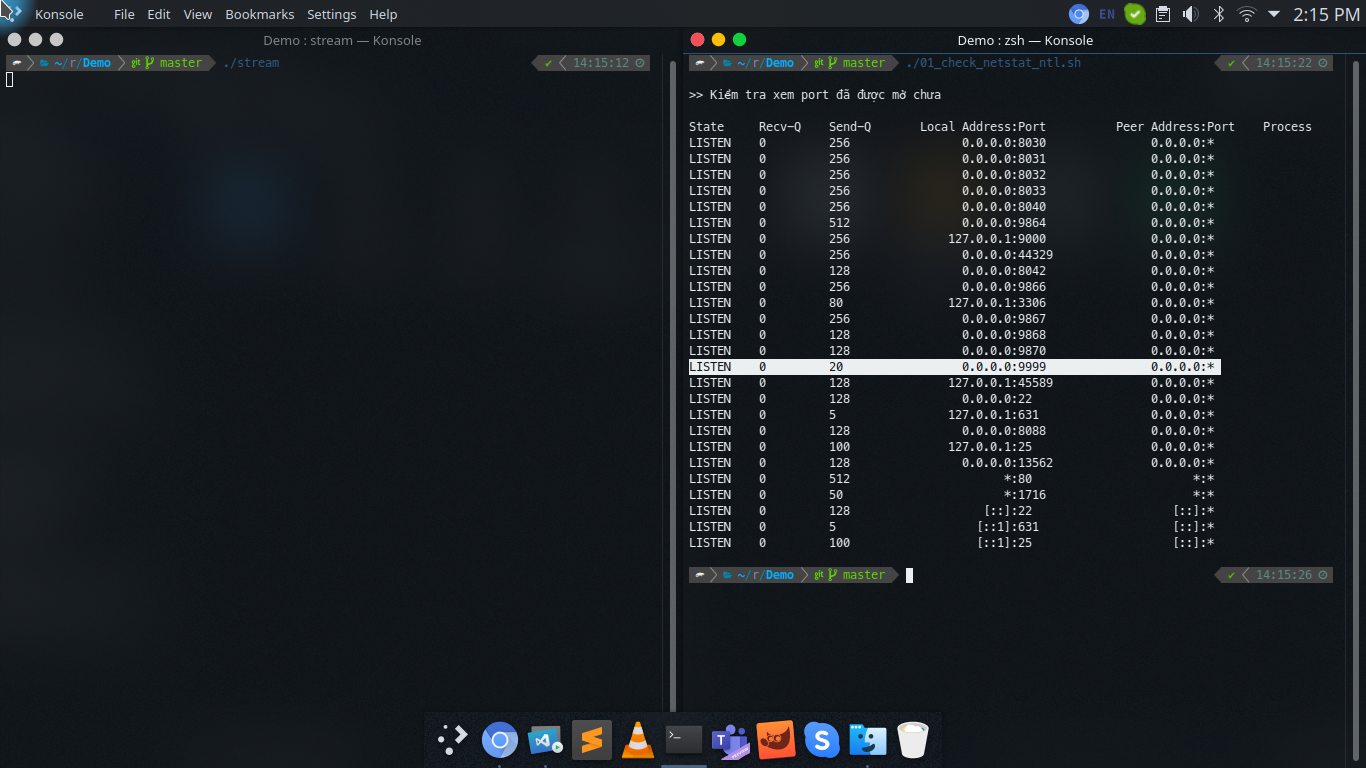 Konsole File Edit View Bookmarks Settings Help EN 2:15 PM
Demo : stream — Konsole
~/r/Demo git master ./stream 14:15:12
Demo : zsh — Konsole
~/r/Demo git master ./01_check_netstat_ntl.sh 14:15:22
>> Kiểm tra xem port đã được mở chưa
State Recv-Q Send-Q Local Address:Port Peer Address:Port Process
LISTEN 0 256 0.0.0.0:8030 0.0.0.0:*
LISTEN 0 256 0.0.0.0:8031 0.0.0.0:*
LISTEN 0 256 0.0.0.0:8032 0.0.0.0:*
LISTEN 0 256 0.0.0.0:8033 0.0.0.0:*
LISTEN 0 256 0.0.0.0:8040 0.0.0.0:*
LISTEN 0 512 0.0.0.0:9864 0.0.0.0:*
LISTEN 0 256 127.0.0.1:9000 0.0.0.0:*
LISTEN 0 256 0.0.0.0:44329 0.0.0.0:*
LISTEN 0 128 0.0.0.0:8042 0.0.0.0:*
LISTEN 0 256 0.0.0.0:9866 0.0.0.0:*
LISTEN 0 80 127.0.0.1:3306 0.0.0.0:*
LISTEN 0 256 0.0.0.0:9867 0.0.0.0:*
LISTEN 0 128 0.0.0.0:9868 0.0.0.0:*
LISTEN 0 128 0.0.0.0:9870 0.0.0.0:*
LISTEN 0 20 0.0.0.0:9999 0.0.0.0:*
LISTEN 0 128 127.0.0.1:45589 0.0.0.0:*
LISTEN 0 128 0.0.0.0:22 0.0.0.0:*
LISTEN 0 5 127.0.0.1:631 0.0.0.0:*
LISTEN 0 128 0.0.0.0:8088 0.0.0.0:*
LISTEN 0 100 127.0.0.1:25 0.0.0.0:*
LISTEN 0 128 0.0.0.0:13562 0.0.0.0:*
LISTEN 0 512 *:80 *:*
LISTEN 0 50 *:1716 *:*
LISTEN 0 128 [::]:22 [::]:*
LISTEN 0 5 [::1]:631 [::]:*
LISTEN 0 100 [::1]:25 [::]:*
~/r/Demo git master 14:15:26